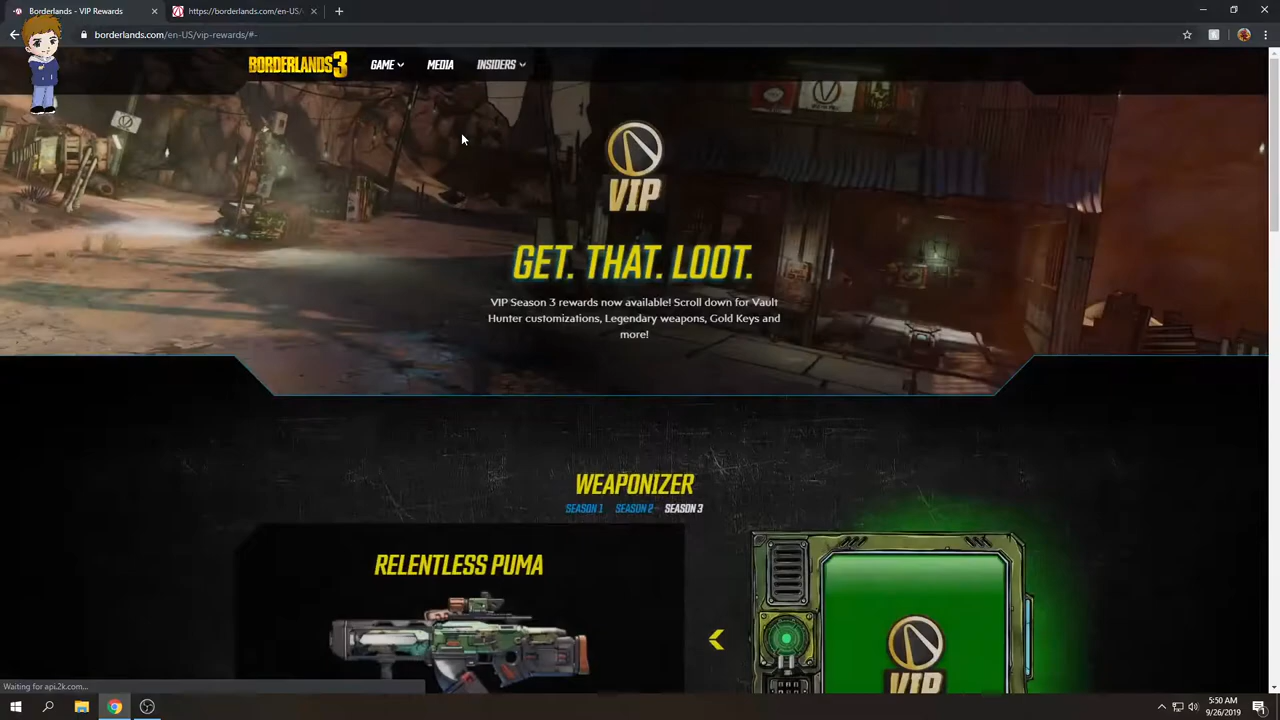 Borderlands - VIP Rewards
https://borderlands.com/en-US/
borderlands.com/en-US/vip-rewards/#-
BORDERLANDS 3
GAME
MEDIA
INSIDERS
VIP
GET. THAT. LOOT.
VIP Season 3 rewards now available! Scroll down for Vault
Hunter customizations, Legendary weapons, Gold Keys and
more!
WEAPONIZER
SEASON 1 SEASON 2 SEASON 3
RELENTLESS PUMA
VIP
Waiting for api.2k.com...
5:50 AM
9/26/2019